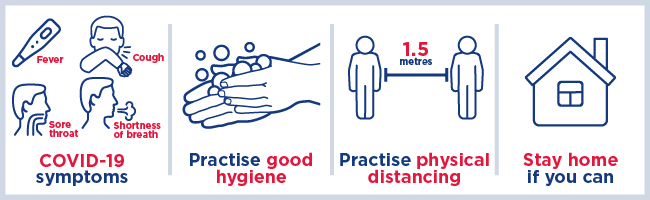 Fever
Cough
Sore
throat
Shortness
of breath
COVID-19
symptoms
Practise good
hygiene
1.5
metres
Practise physical
distancing
Stay home
if you can